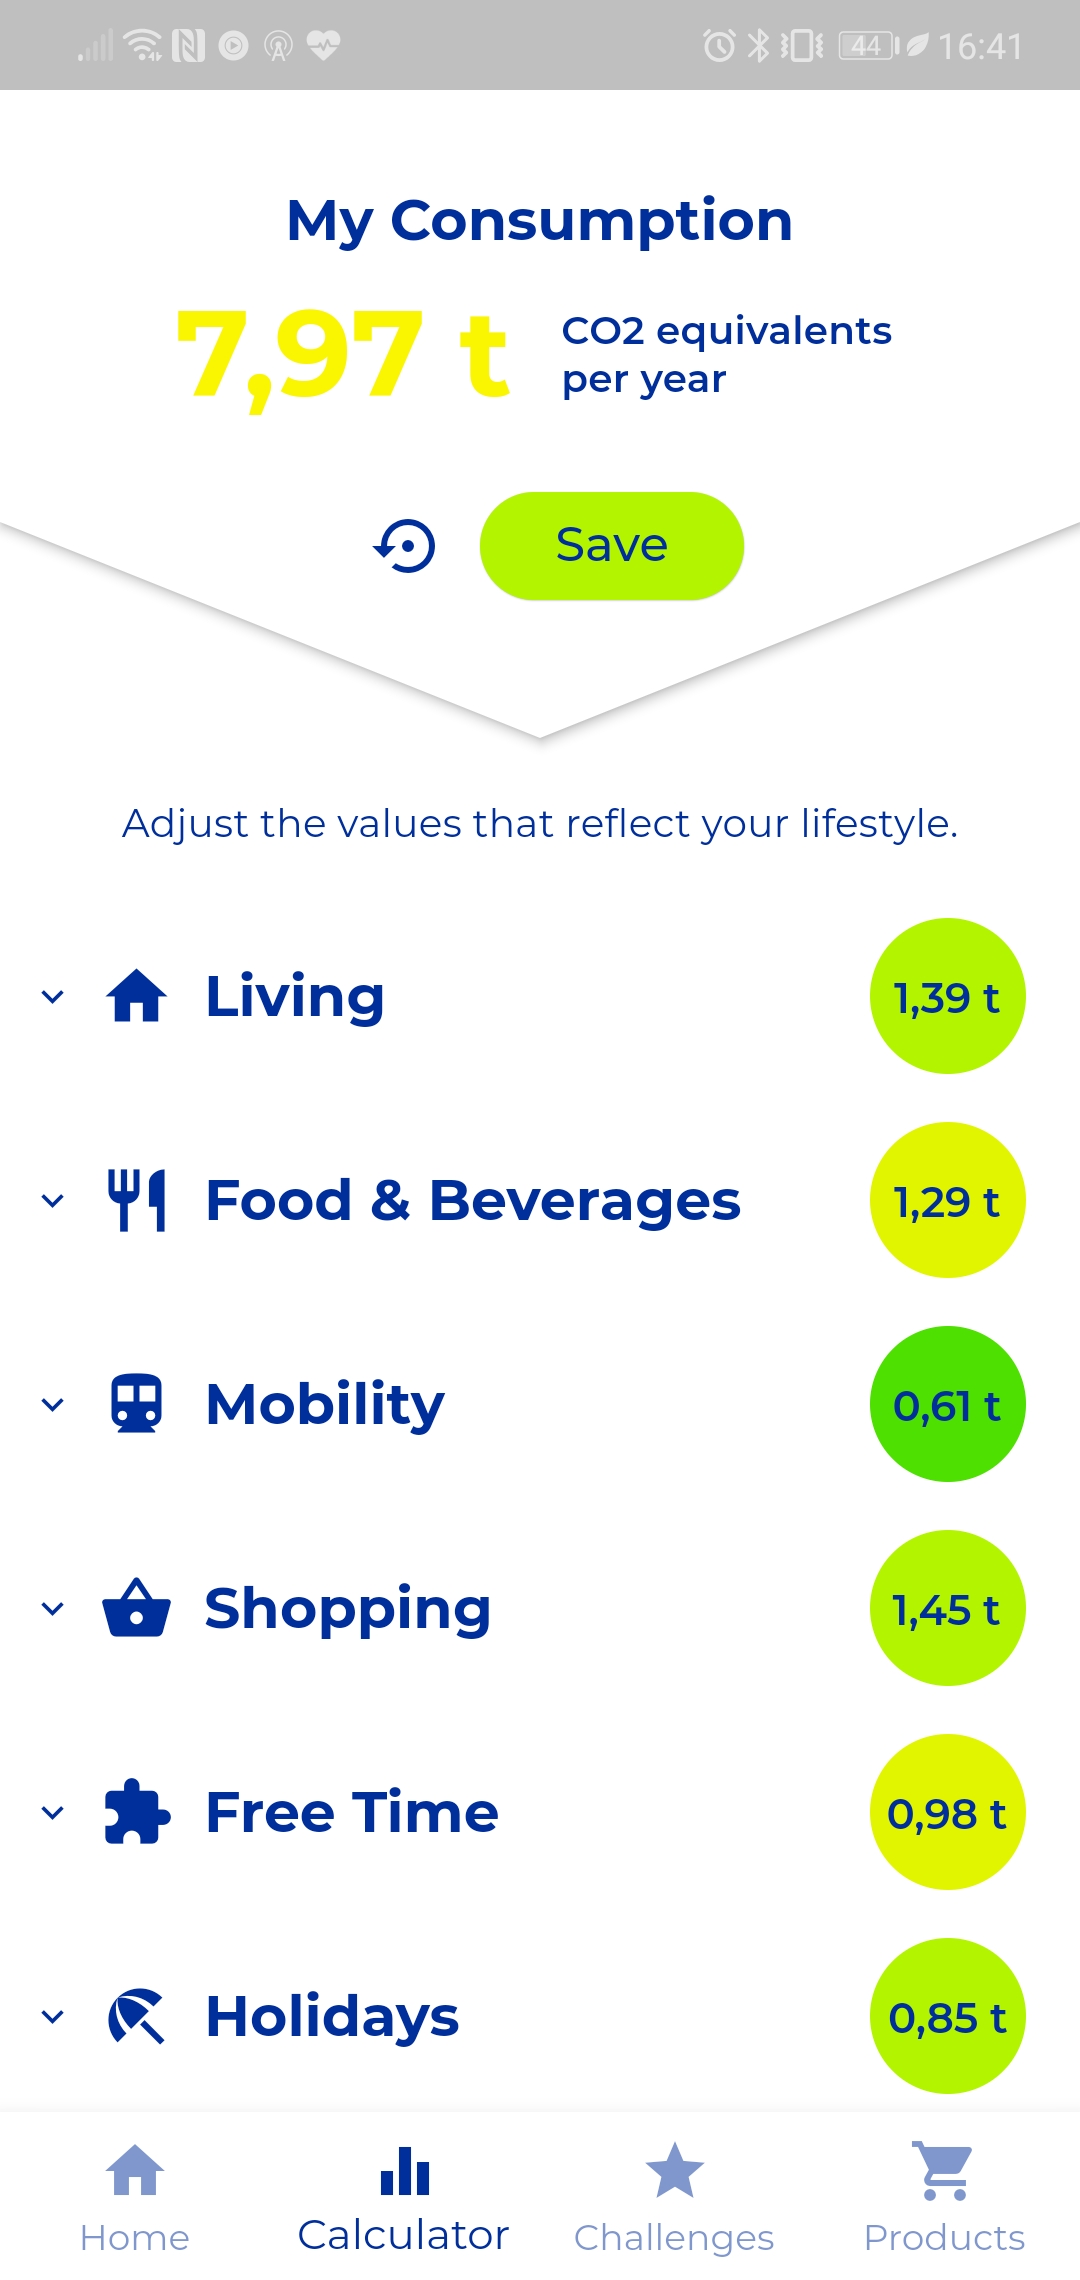 44 16:41
My Consumption
7,97 t
CO2 equivalents
per year
Save
Adjust the values that reflect your lifestyle.
Living 1,39 t
Food & Beverages 1,29 t
Mobility 0,61 t
Shopping 1,45 t
Free Time 0,98 t
Holidays 0,85 t
Home Calculator Challenges Products